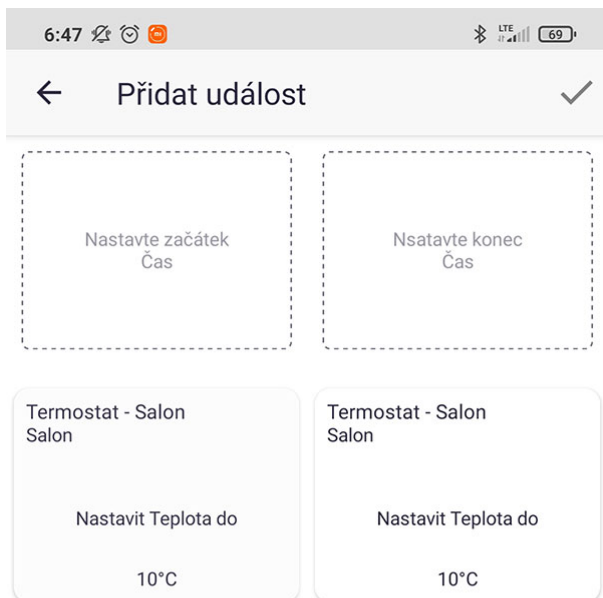 6:47 LTE 69
Přidat událost
Nastavte začátek
Čas
Nsatavte konec
Čas
Termostat - Salon
Salon
Nastavit Teplota do
10°C
Termostat - Salon
Salon
Nastavit Teplota do
10°C